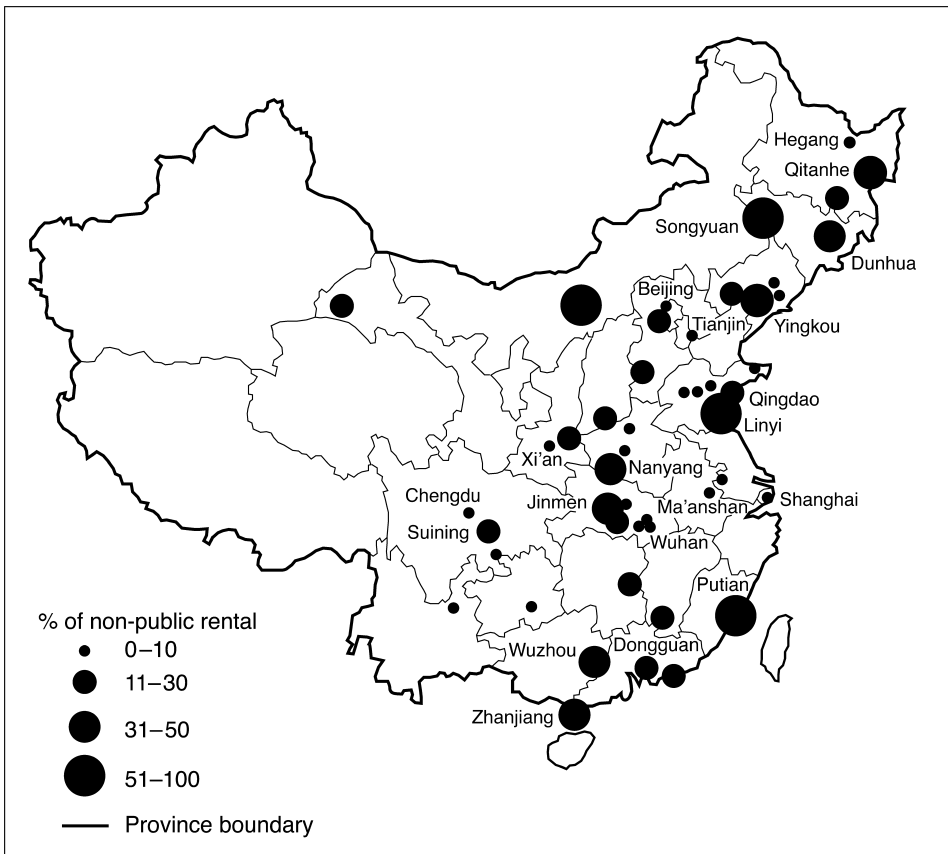 Hegang
Qitanhe
Songyuan
Dunhua
Beijing
Tianjin
Yingkou
Qingdao
Linyi
Xi'an
Nanyang
Chengdu
Jinmen
Ma'anshan
Shanghai
Suining
Wuhan
Putian
Wuzhou
Dongguan
Zhanjiang
% of non-public rental
0–10
11–30
31–50
51–100
Province boundary